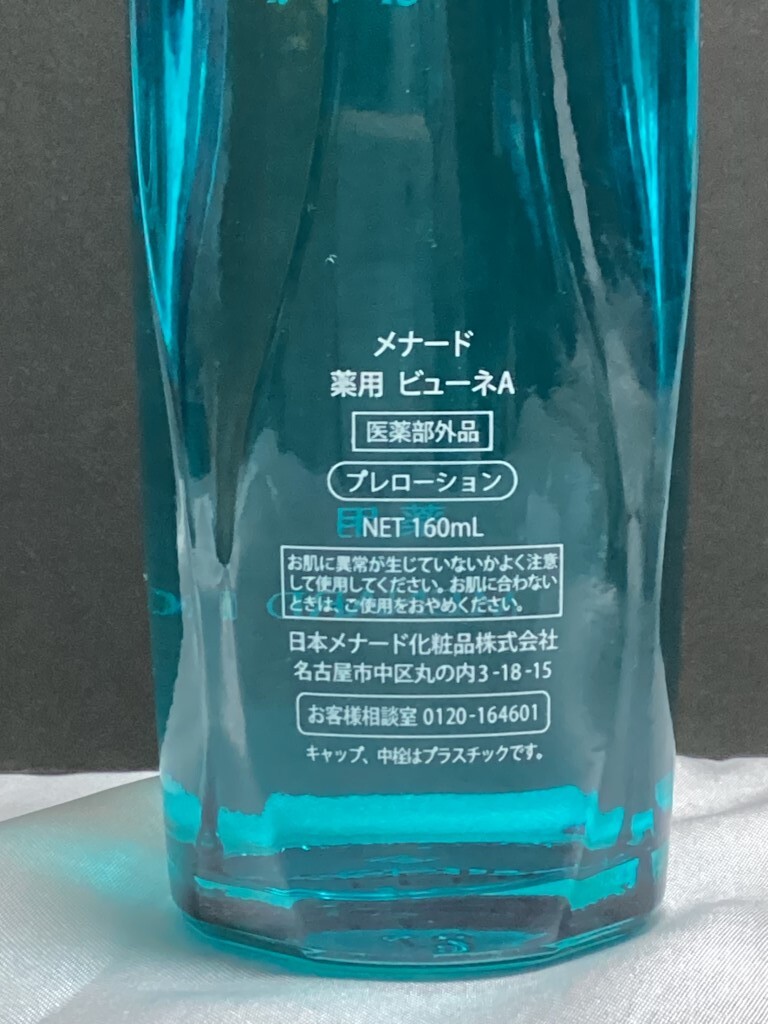 メナード
薬用 ビューネA
医薬部外品
プレローション
NET 160mL
お肌に異常が生じていないかよく注意
して使用してください。お肌に合わない
ときは、ご使用をおやめください。
日本メナード化粧品株式会社
名古屋市中区丸の内3-18-15
お客様相談室 0120-164601
キャップ、中栓はプラスチックです。